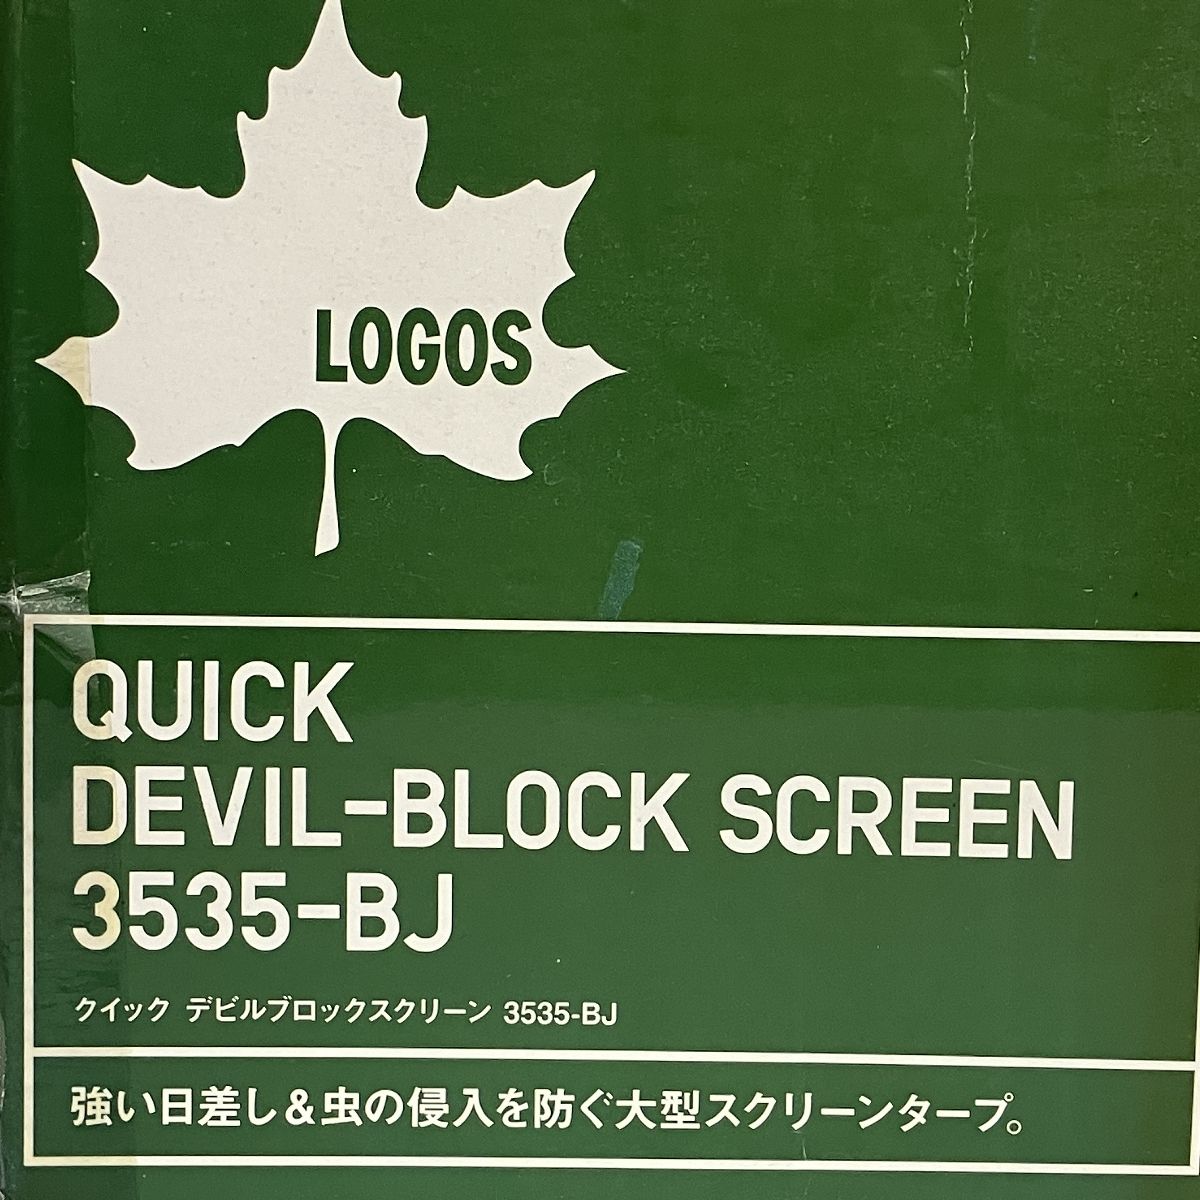 LOGOS
QUICK
DEVIL-BLOCK SCREEN
3535-BJ
クイック デビルブロックスクリーン 3535-BJ
強い日差し&虫の侵入を防ぐ大型スクリーンタープ。